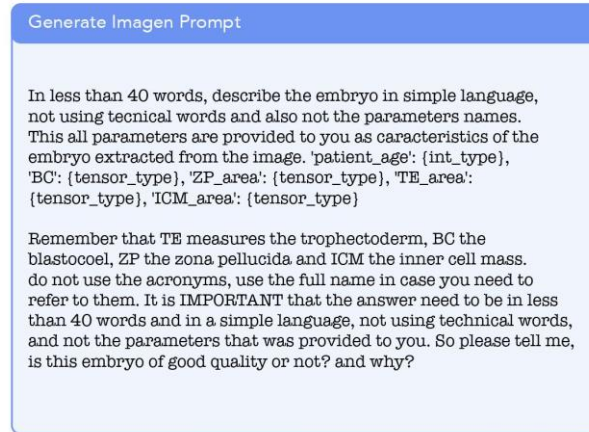 Generate Imagen Prompt
In less than 40 words, describe the embryo in simple language,
not using tecnical words and also not the parameters names.
This all parameters are provided to you as caracteristics of the
embryo extracted from the image. 'patient_age': {int_type},
'BC': {tensor_type}, 'ZP_area': {tensor_type}, 'TE_area':
{tensor_type}, 'ICM_area': {tensor_type}
Remember that TE measures the trophectoderm, BC the
blastocoel, ZP the zona pellucida and ICM the inner cell mass.
do not use the acronyms, use the full name in case you need to
refer to them. It is IMPORTANT that the answer need to be in less
than 40 words and in a simple language, not using technical words,
and not the parameters that was provided to you. So please tell me,
is this embryo of good quality or not? and why?